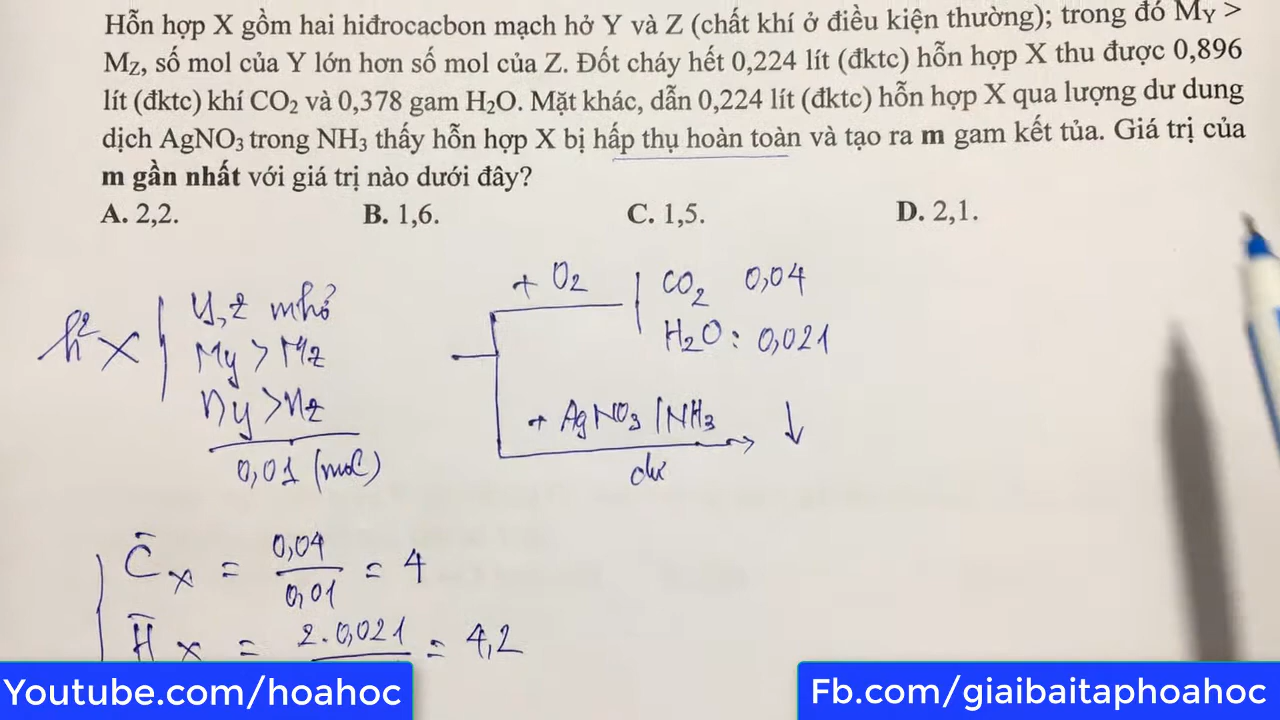 Hỗn hợp X gồm hai hiđrocacbon mạch hở Y và Z (chất khí ở điều kiện thường); trong đó MY >
MZ, số mol của Y lớn hơn số mol của Z. Đốt cháy hết 0,224 lít (đktc) hỗn hợp X thu được 0,896
lít (đktc) khí CO2 và 0,378 gam H2O. Mặt khác, dẫn 0,224 lít (đktc) hỗn hợp X qua lượng dư dung
dịch AgNO3 trong NH3 thấy hỗn hợp X bị hấp thụ hoàn toàn và tạo ra m gam kết tủa. Giá trị của
m gần nhất với giá trị nào dưới đây?
A. 2,2. B. 1,6. C. 1,5. D. 2,1.
+ O2 CO2 0,04
h² X Y, Z mhở
H2O : 0,021
My > Mz
ny > nz
+ AgNO3 / NH3 ↓
0,01 (mol)
dư
C̄x = 0,04 / 0,01 = 4
H̄x = 2.0,021 = 4,2
Youtube.com/hoahoc
Fb.com/giaibaitaphoahoc